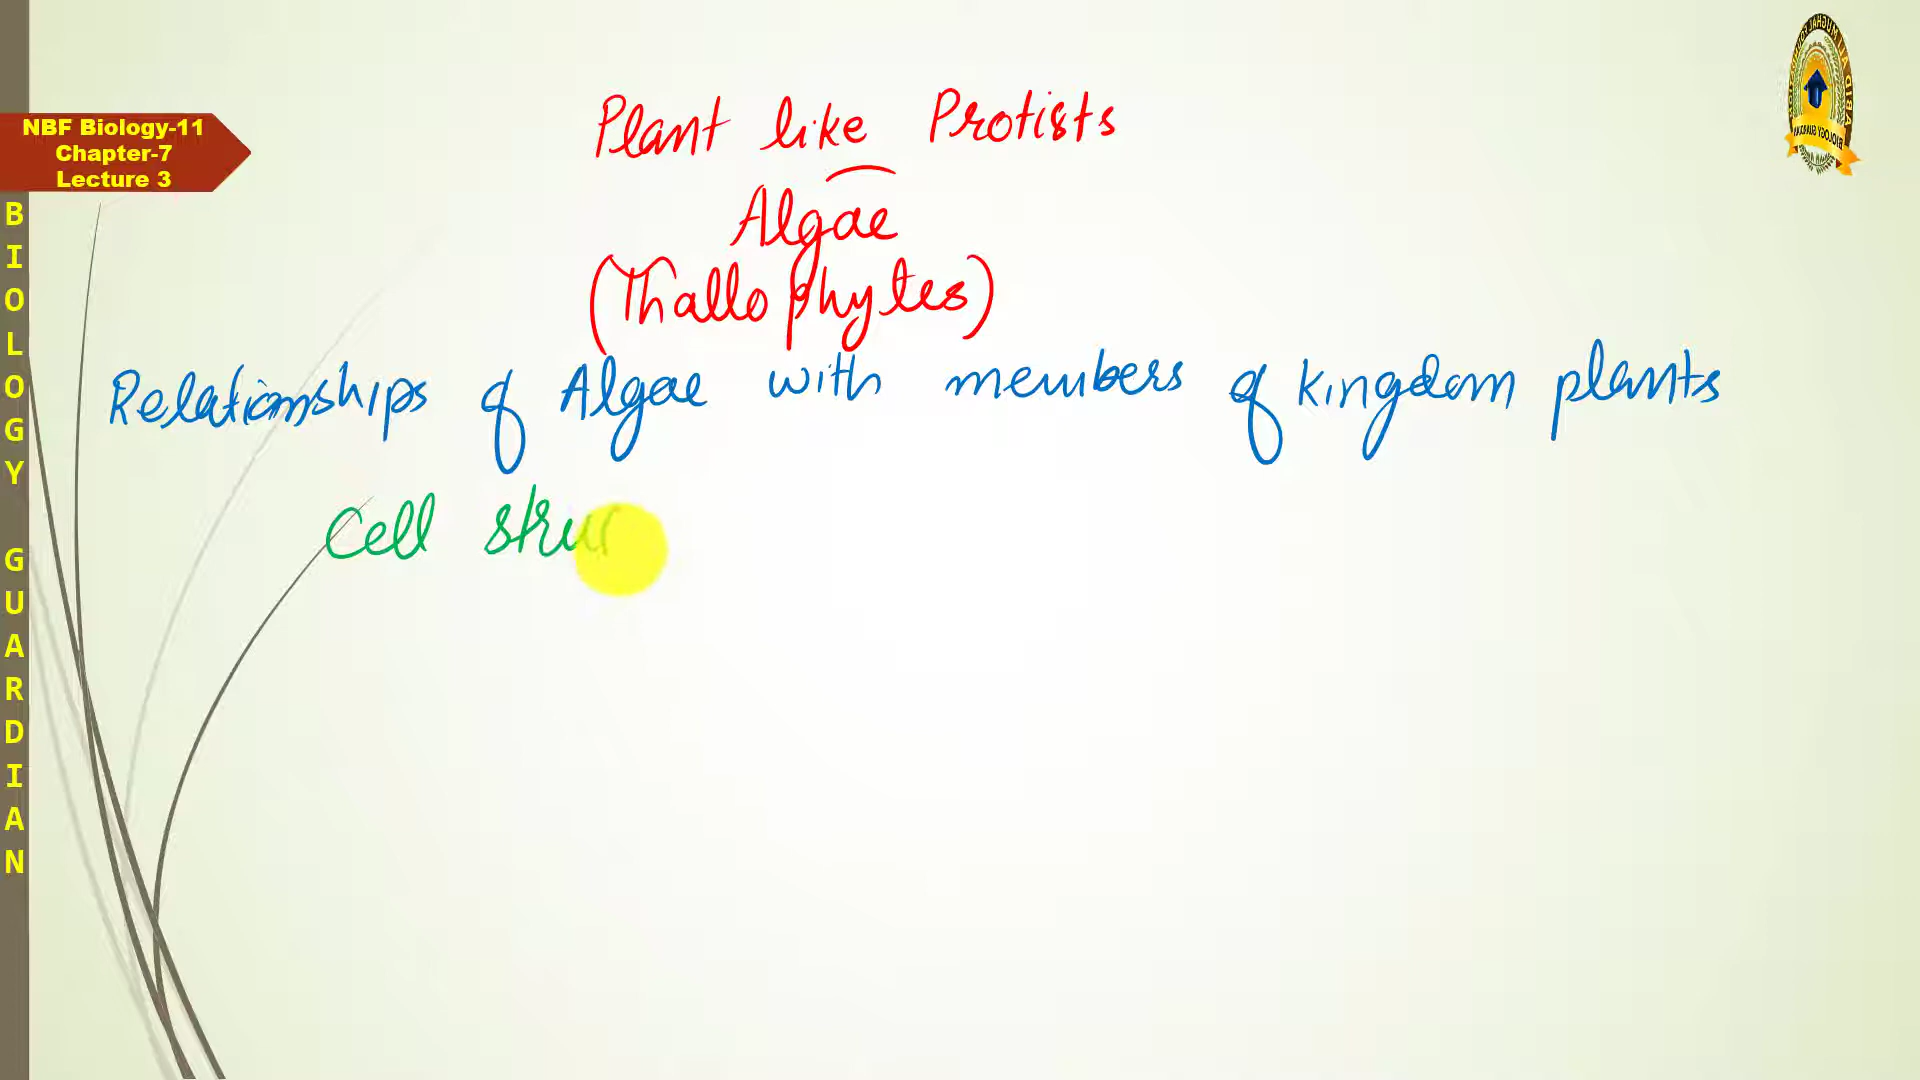 NBF Biology-11
Chapter-7
Lecture 3
BIOLOGY GUARDIAN
Plant like Protists
Algae
(Thallophytes)
Relationships of Algae with members of kingdom plants
Cell struc